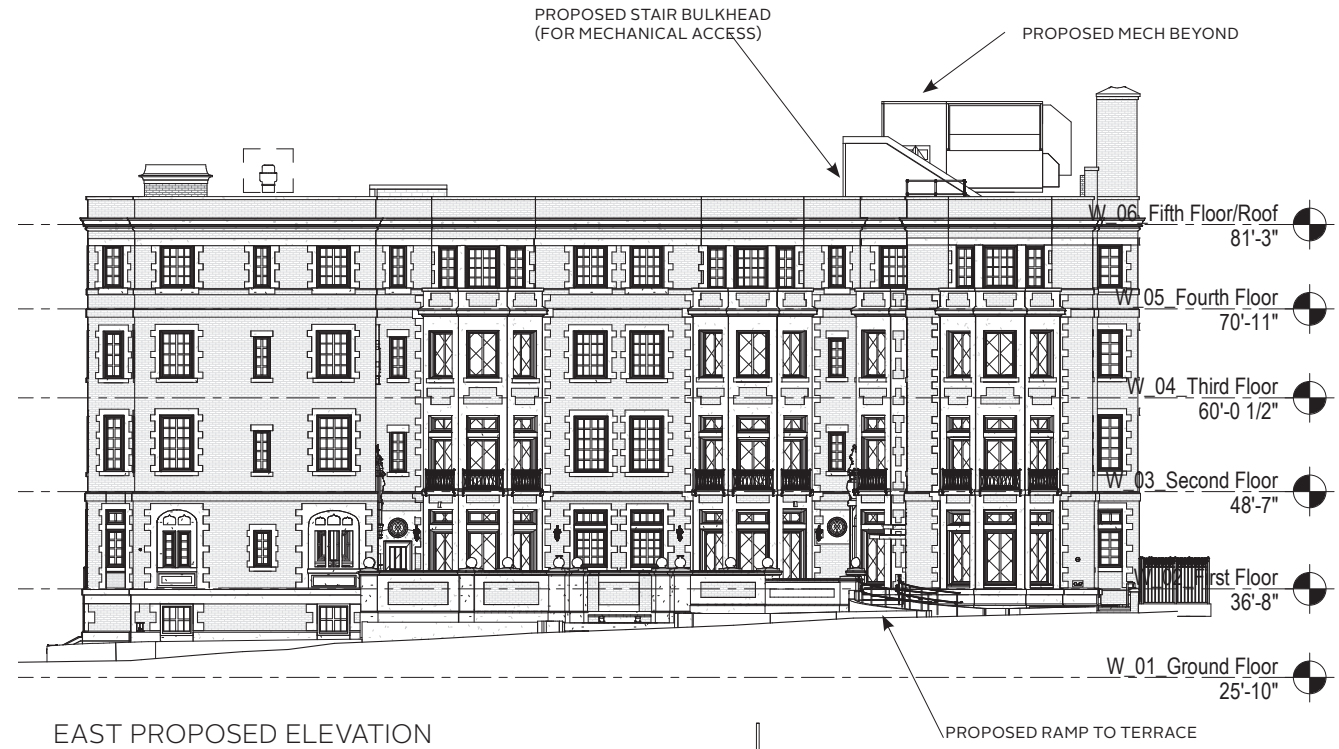 PROPOSED STAIR BULKHEAD
(FOR MECHANICAL ACCESS)
PROPOSED MECH BEYOND
W_06_Fifth Floor/Roof
81'-3"
W_05_Fourth Floor
70'-11"
W_04_Third Floor
60'-0 1/2"
W_03_Second Floor
48'-7"
W_02_First Floor
36'-8"
W_01_Ground Floor
25'-10"
EAST PROPOSED ELEVATION
PROPOSED RAMP TO TERRACE